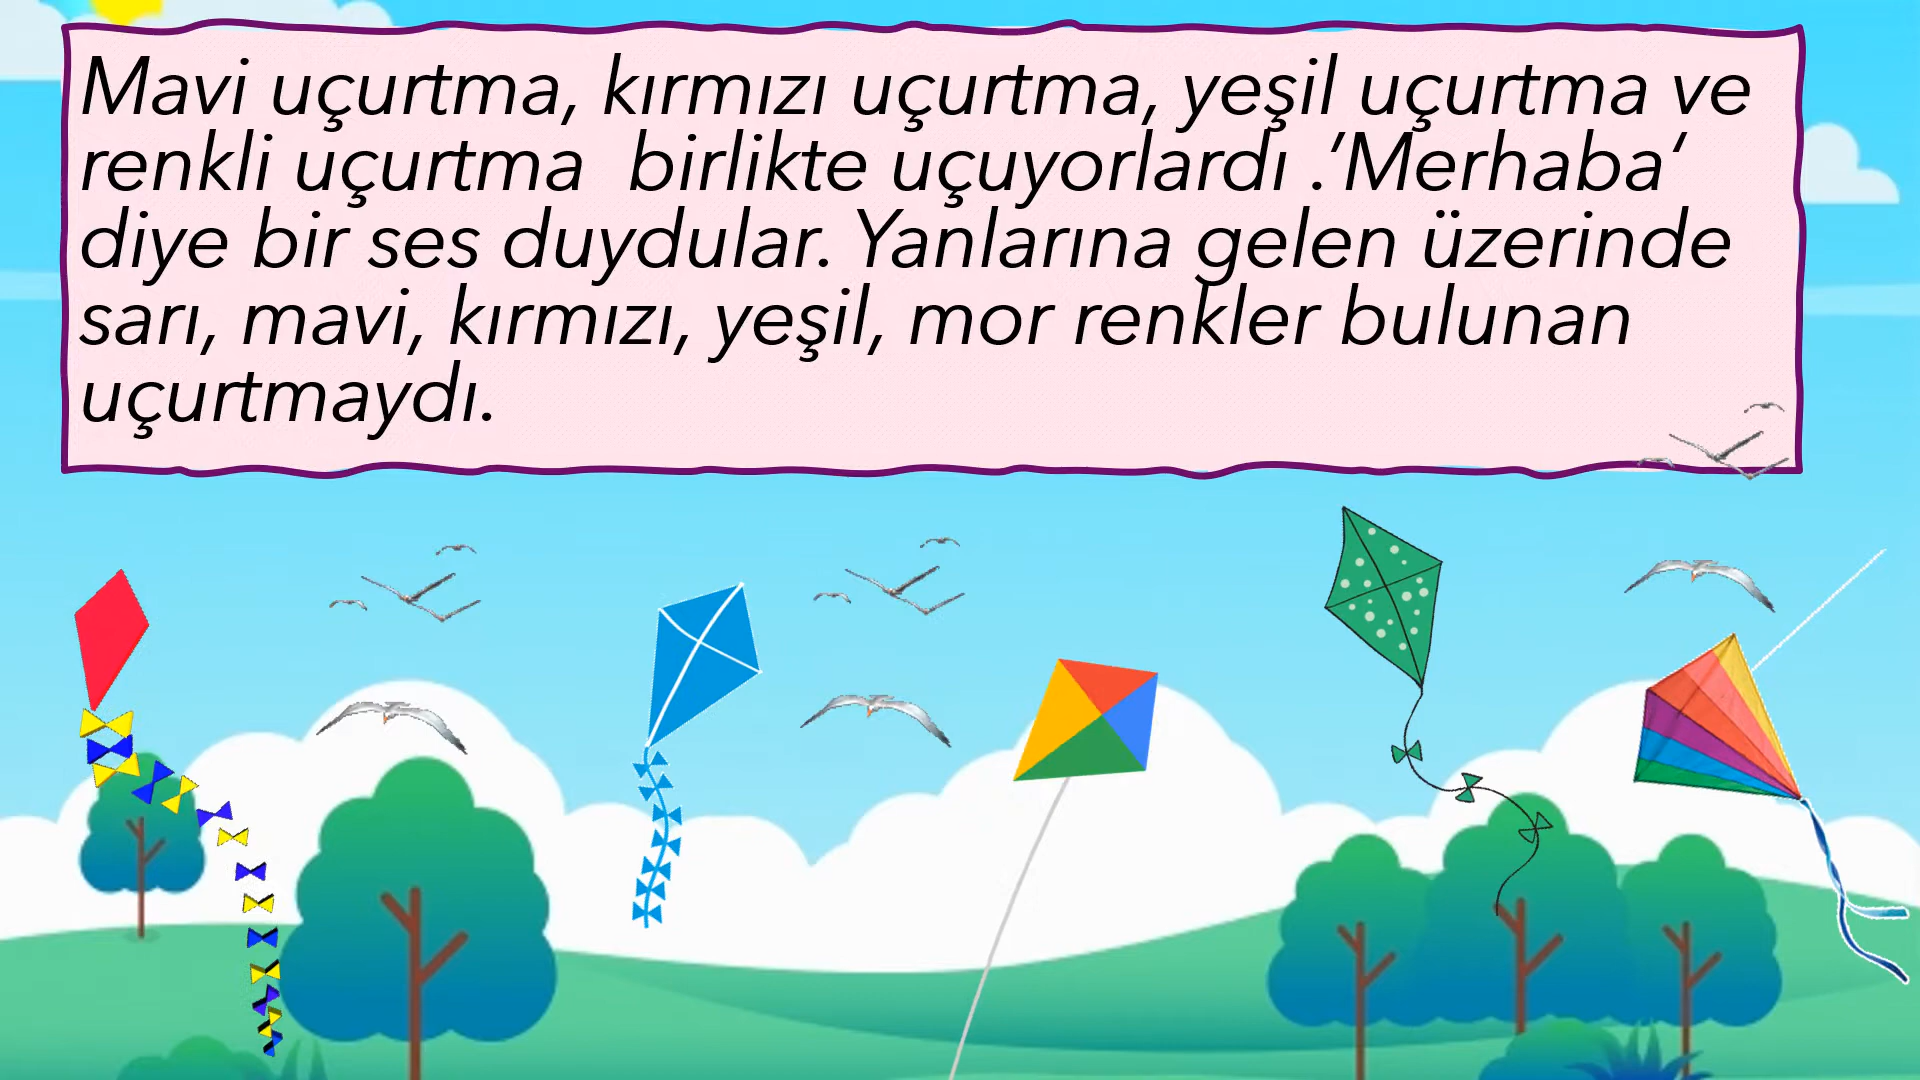 Mavi uçurtma, kırmızı uçurtma, yeşil uçurtma ve
renkli uçurtma  birlikte uçuyorlardı .’Merhaba‘
diye bir ses duydular. Yanlarına gelen üzerinde
sarı, mavi, kırmızı, yeşil, mor renkler bulunan
uçurtmaydı.